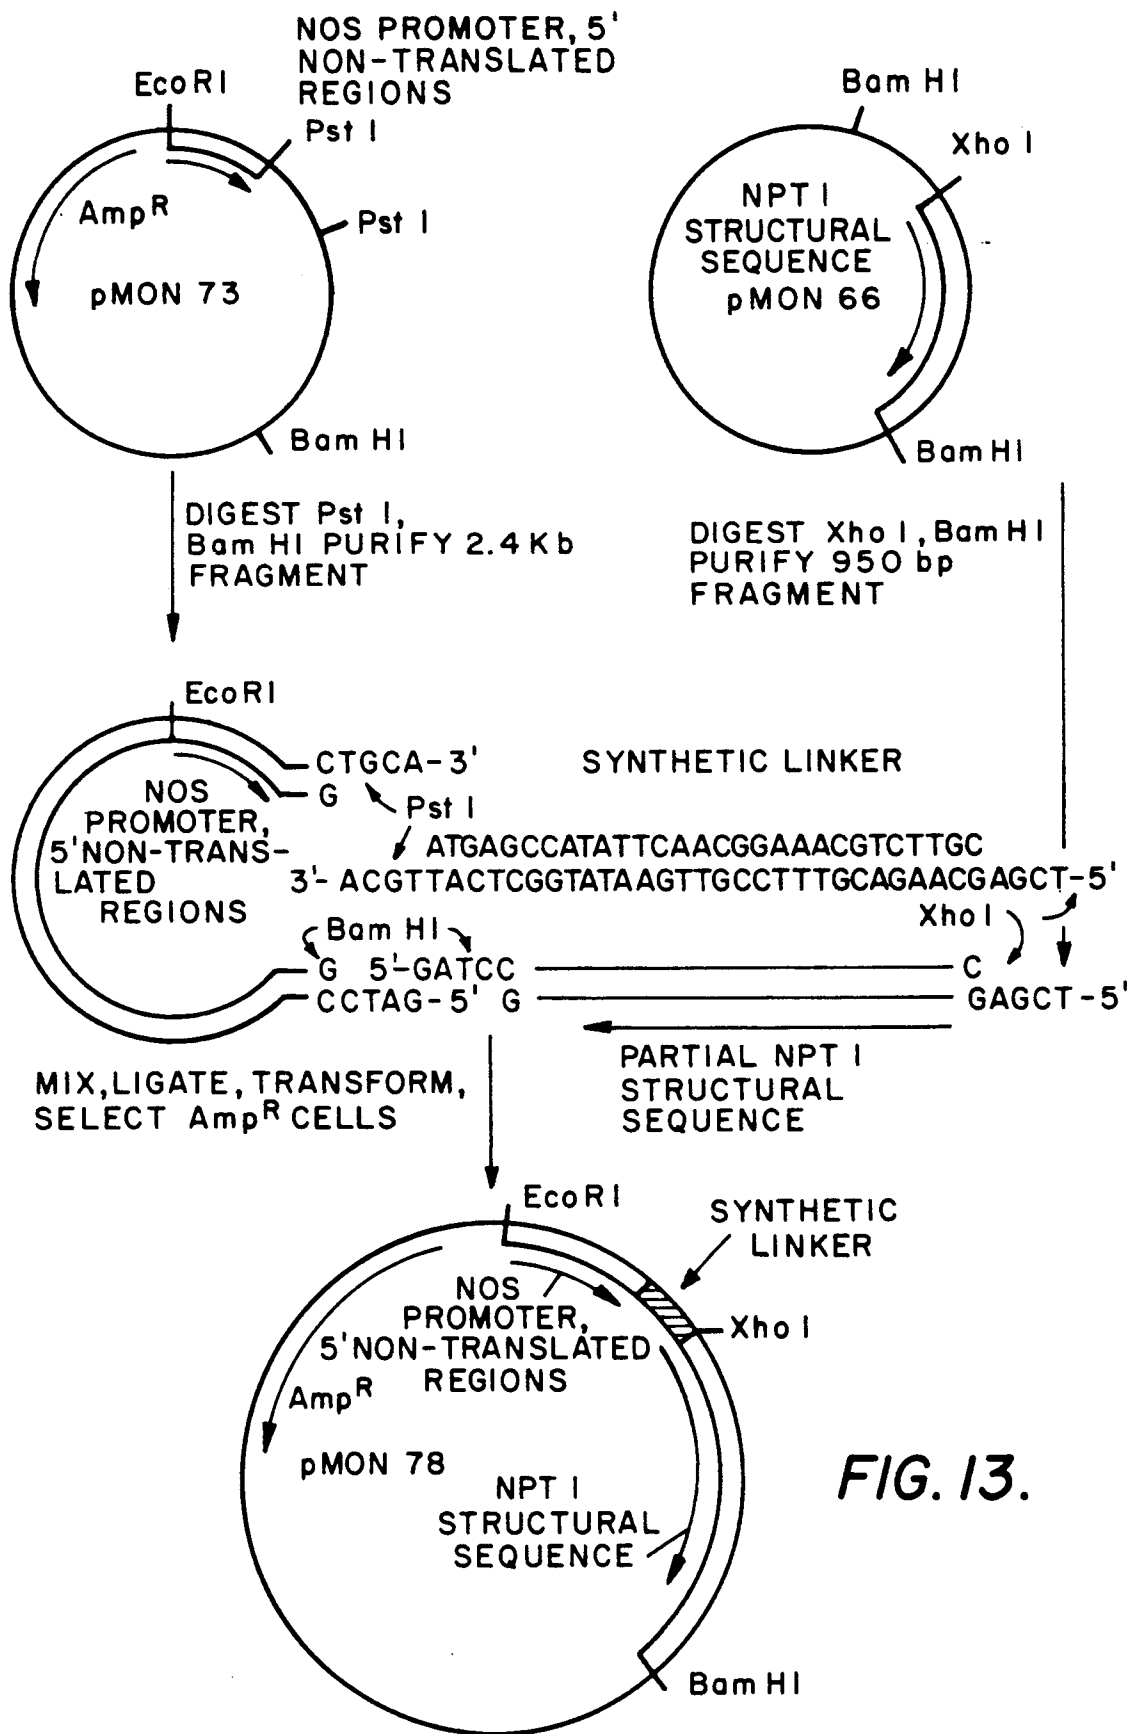 NOS PROMOTER, 5'
NON-TRANSLATED
REGIONS
EcoRI
Pst I
Amp^R
Pst I
pMON 73
Bam HI
Bam HI
Xho I
NPT I
STRUCTURAL
SEQUENCE
pMON 66
Bam HI
DIGEST Pst I,
Bam HI PURIFY 2.4 Kb
FRAGMENT
DIGEST Xho I, Bam HI
PURIFY 950 bp
FRAGMENT
EcoRI
CTGCA-3'
G
SYNTHETIC LINKER
NOS
PROMOTER,
5'NON-TRANS-
LATED
REGIONS
Pst I
ATGAGCCATATTCAACGGAAACGTCTTGC
3'-ACGTTACTCGGTATAAGTTGCCTTTGCAGAACGAGCT-5'
Bam HI
Xho I
G 5'-GATCC C
CCTAG-5' G GAGCT-5'
PARTIAL NPT I
STRUCTURAL
SEQUENCE
MIX, LIGATE, TRANSFORM,
SELECT Amp^R CELLS
EcoRI
SYNTHETIC
LINKER
NOS
PROMOTER,
5'NON-TRANSLATED
REGIONS
Xho I
Amp^R
pMON 78
NPT I
STRUCTURAL
SEQUENCE
Bam HI
FIG. 13.